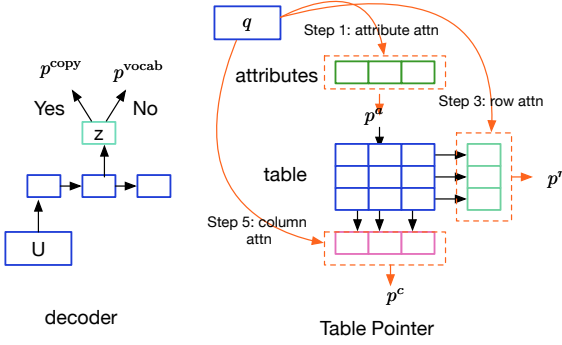 q
Step 1: attribute attn
p^copy p^vocab
attributes
Yes No
Step 3: row attn
z
p^a
table
p^r
U
Step 5: column
attn
p^c
decoder
Table Pointer